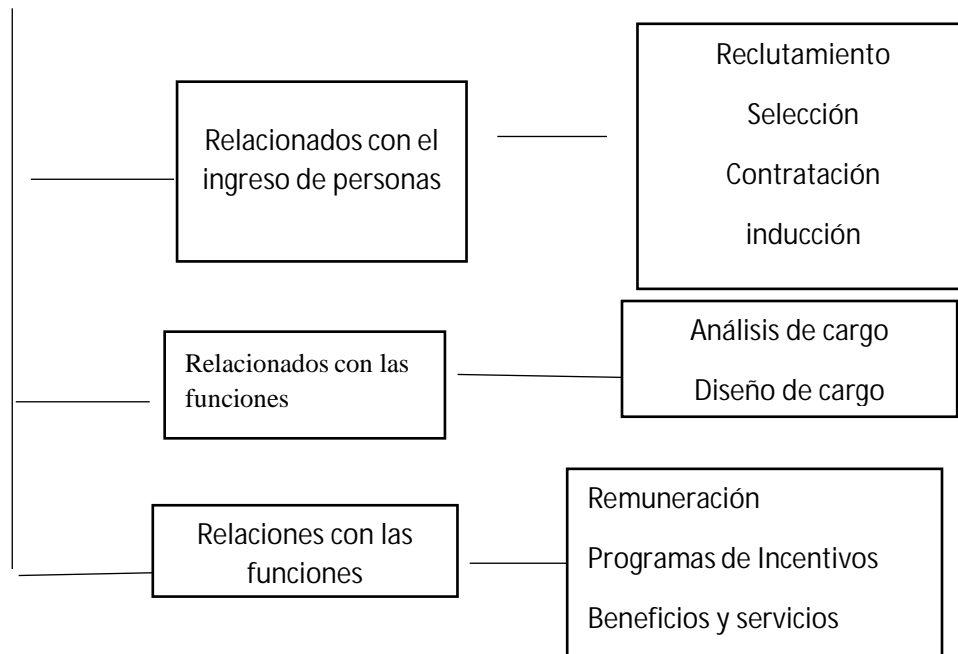 Relacionados con el
ingreso de personas
Reclutamiento
Selección
Contratación
inducción
Relacionados con las
funciones
Análisis de cargo
Diseño de cargo
Relaciones con las
funciones
Remuneración
Programas de Incentivos
Beneficios y servicios